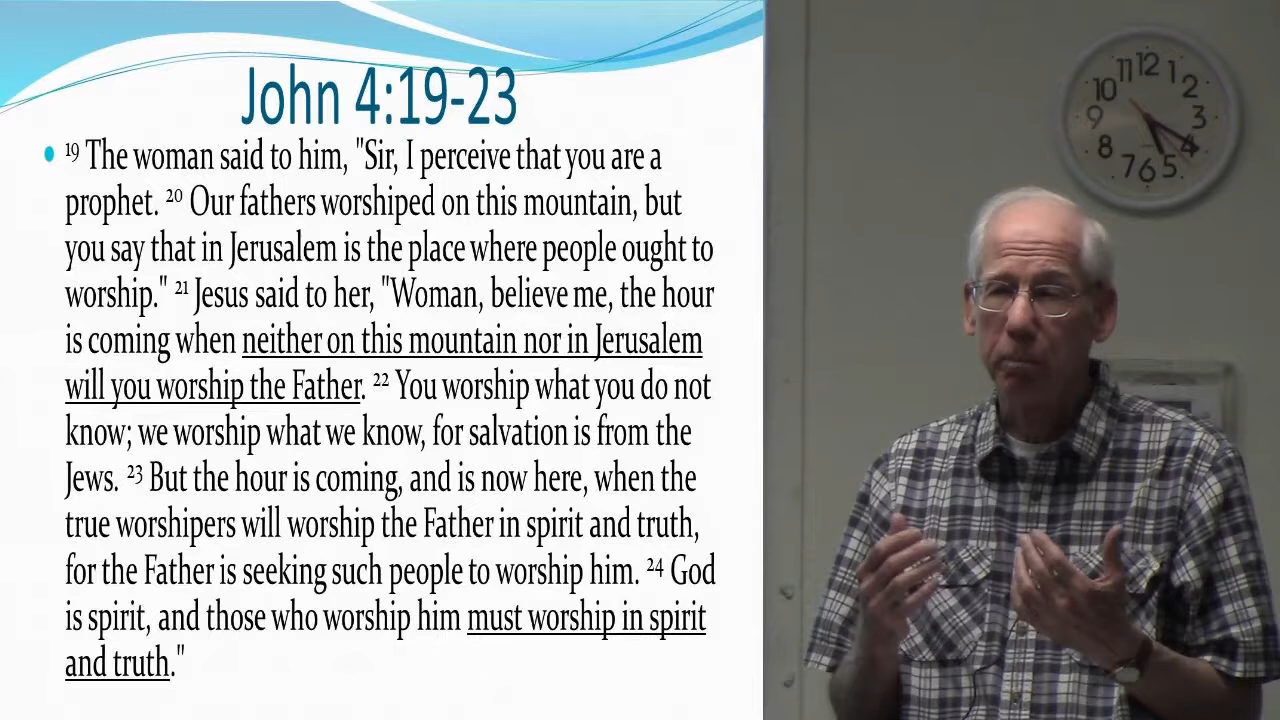 John 4:19-23
• ¹⁹ The woman said to him, "Sir, I perceive that you are a
prophet. ²⁰ Our fathers worshiped on this mountain, but
you say that in Jerusalem is the place where people ought to
worship." ²¹ Jesus said to her, "Woman, believe me, the hour
is coming when neither on this mountain nor in Jerusalem
will you worship the Father. ²² You worship what you do not
know; we worship what we know, for salvation is from the
Jews. ²³ But the hour is coming, and is now here, when the
true worshipers will worship the Father in spirit and truth,
for the Father is seeking such people to worship him. ²⁴ God
is spirit, and those who worship him must worship in spirit
and truth."
12
11 1
10 2
9 3
8 4
7 6 5